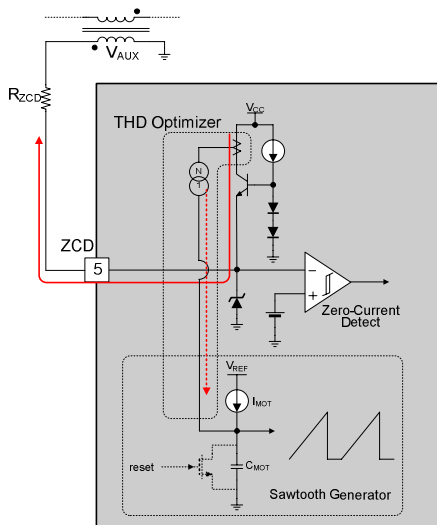 VAUX
RZCD
VCC
THD Optimizer
N
1
ZCD
5
Zero-Current
Detect
VREF
IMOT
reset
CMOT
Sawtooth Generator